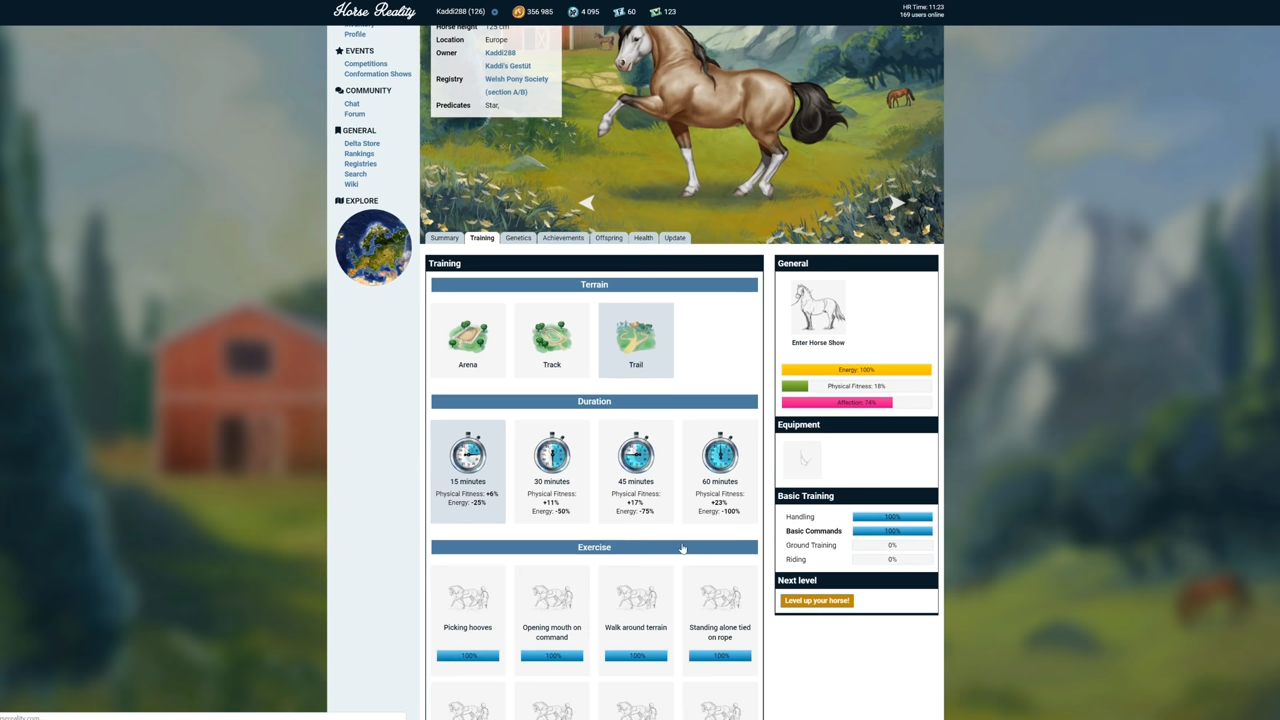 Horse Reality
Kaddi288 (126)
356 985
4 095
60
123
HR Time: 11:23
169 users online
Profile
EVENTS
Competitions
Conformation Shows
COMMUNITY
Chat
Forum
GENERAL
Delta Store
Rankings
Registries
Search
Wiki
EXPLORE
Horse height 125 cm
Location Europe
Owner Kaddi288
Kaddi's Gestüt
Registry Welsh Pony Society
(section A/B)
Predicates Star,
Summary Training Genetics Achievements Offspring Health Update
Training
Terrain
Arena Track Trail
Duration
15 minutes
Physical Fitness: +6%
Energy: -25%
30 minutes
Physical Fitness:
+11%
Energy: -50%
45 minutes
Physical Fitness:
+17%
Energy: -75%
60 minutes
Physical Fitness:
+23%
Energy: -100%
Exercise
Picking hooves
100%
Opening mouth on
command
100%
Walk around terrain
100%
Standing alone tied
on rope
100%
General
Enter Horse Show
Energy: 100%
Physical Fitness: 18%
Affection: 74%
Equipment
Basic Training
Handling 100%
Basic Commands 100%
Ground Training 0%
Riding 0%
Next level
Level up your horse!